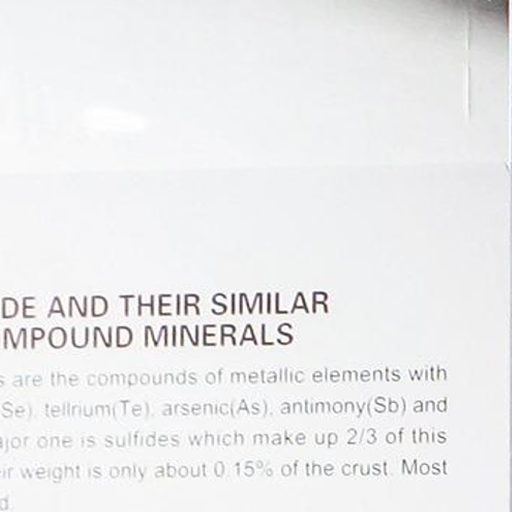 DE AND THEIR SIMILAR
MPOUND MINERALS
s are the compounds of metallic elements with
Se), tellrium(Te), arsenic(As), antimony(Sb) and
ajor one is sulfides which make up 2/3 of this
ir weight is only about 0.15% of the crust. Most
d.